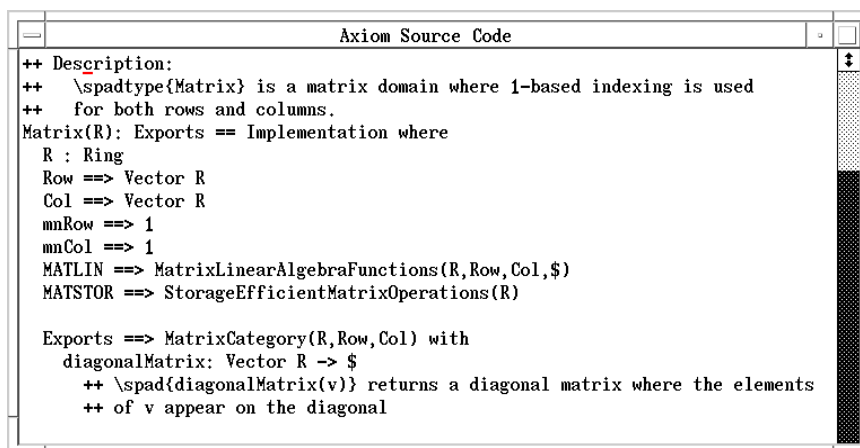 Axiom Source Code
++ Description:
++   \spadtype{Matrix} is a matrix domain where 1-based indexing is used
++   for both rows and columns.
Matrix(R): Exports == Implementation where
  R : Ring
  Row ==> Vector R
  Col ==> Vector R
  mnRow ==> 1
  mnCol ==> 1
  MATLIN ==> MatrixLinearAlgebraFunctions(R,Row,Col,$)
  MATSTOR ==> StorageEfficientMatrixOperations(R)
  Exports ==> MatrixCategory(R,Row,Col) with
    diagonalMatrix: Vector R -> $
      ++ \spad{diagonalMatrix(v)} returns a diagonal matrix where the elements
      ++ of v appear on the diagonal